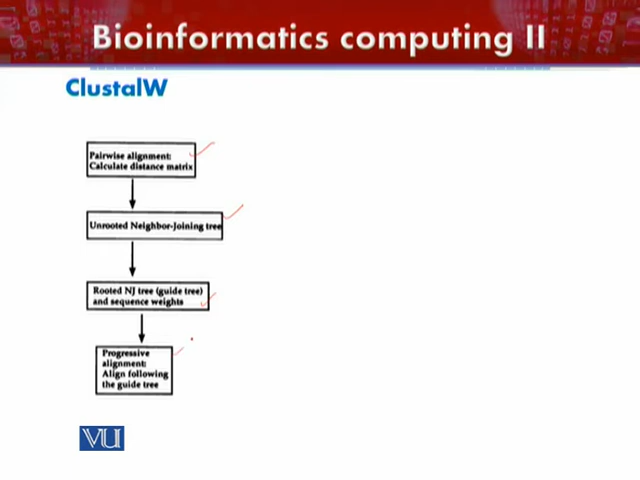 Bioinformatics computing II
ClustalW
Pairwise alignment:
Calculate distance matrix
Unrooted Neighbor-Joining tree
Rooted NJ tree (guide tree)
and sequence weights
Progressive
alignment:
Align following
the guide tree
VU